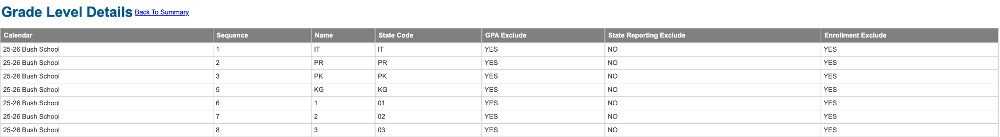 Grade Level Details Back To Summary
Calendar Sequence Name State Code GPA Exclude State Reporting Exclude Enrollment Exclude
25-26 Bush School 1 IT IT YES NO YES
25-26 Bush School 2 PR PR YES NO YES
25-26 Bush School 3 PK PK YES NO YES
25-26 Bush School 5 KG KG YES NO YES
25-26 Bush School 6 1 01 YES NO YES
25-26 Bush School 7 2 02 YES NO YES
25-26 Bush School 8 3 03 YES NO YES